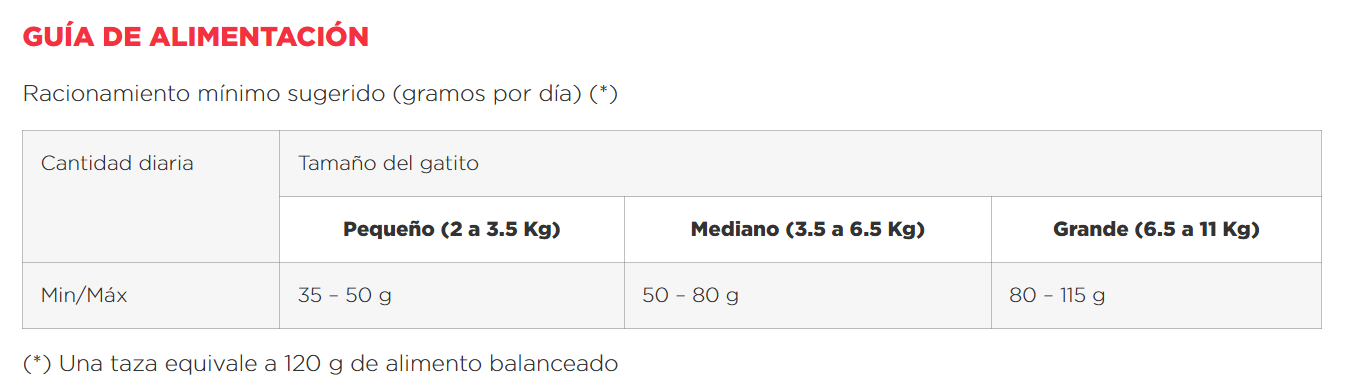 GUÍA DE ALIMENTACIÓN
Racionamiento mínimo sugerido (gramos por día) (*)
Cantidad diaria
Tamaño del gatito
Pequeño (2 a 3.5 Kg)
Mediano (3.5 a 6.5 Kg)
Grande (6.5 a 11 Kg)
Min/Máx
35 – 50 g
50 – 80 g
80 – 115 g
(*) Una taza equivale a 120 g de alimento balanceado